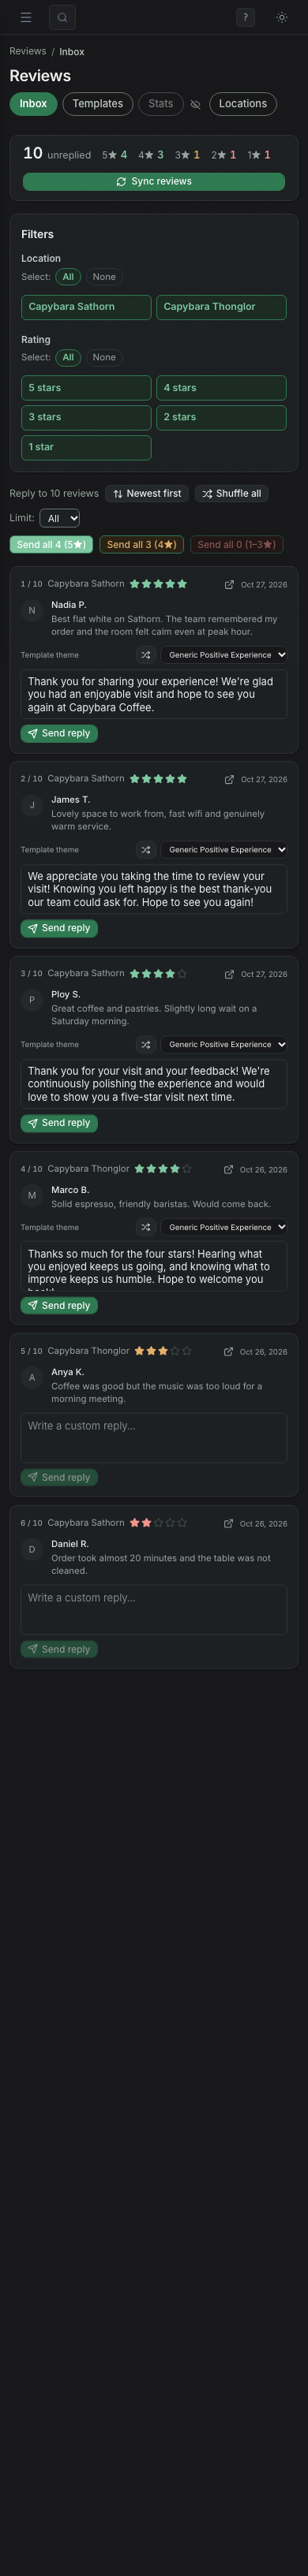 ?
Reviews / Inbox
Reviews
Inbox Templates Stats Locations
10 unreplied 5★ 4 4★ 3 3★ 1 2★ 1 1★ 1
Sync reviews
Filters
Location
Select: All None
Capybara Sathorn Capybara Thonglor
Rating
Select: All None
5 stars 4 stars
3 stars 2 stars
1 star
Reply to 10 reviews Newest first Shuffle all
Limit: All
Send all 4 (5★) Send all 3 (4★) Send all 0 (1–3★)
1 / 10 Capybara Sathorn ★★★★★ Oct 27, 2026
N Nadia P.
Best flat white on Sathorn. The team remembered my
order and the room felt calm even at peak hour.
Template theme Generic Positive Experience
Thank you for sharing your experience! We're glad
you had an enjoyable visit and hope to see you
again at Capybara Coffee.
Send reply
2 / 10 Capybara Sathorn ★★★★★ Oct 27, 2026
J James T.
Lovely space to work from, fast wifi and genuinely
warm service.
Template theme Generic Positive Experience
We appreciate you taking the time to review your
visit! Knowing you left happy is the best thank-you
our team could ask for. Hope to see you again!
Send reply
3 / 10 Capybara Sathorn ★★★★☆ Oct 27, 2026
P Ploy S.
Great coffee and pastries. Slightly long wait on a
Saturday morning.
Template theme Generic Positive Experience
Thank you for your visit and your feedback! We're
continuously polishing the experience and would
love to show you a five-star visit next time.
Send reply
4 / 10 Capybara Thonglor ★★★★☆ Oct 26, 2026
M Marco B.
Solid espresso, friendly baristas. Would come back.
Template theme Generic Positive Experience
Thanks so much for the four stars! Hearing what
you enjoyed keeps us going, and knowing what to
improve keeps us humble. Hope to welcome you
Send reply
5 / 10 Capybara Thonglor ★★★☆☆ Oct 26, 2026
A Anya K.
Coffee was good but the music was too loud for a
morning meeting.
Write a custom reply...
Send reply
6 / 10 Capybara Sathorn ★★☆☆☆ Oct 26, 2026
D Daniel R.
Order took almost 20 minutes and the table was not
cleaned.
Write a custom reply...
Send reply